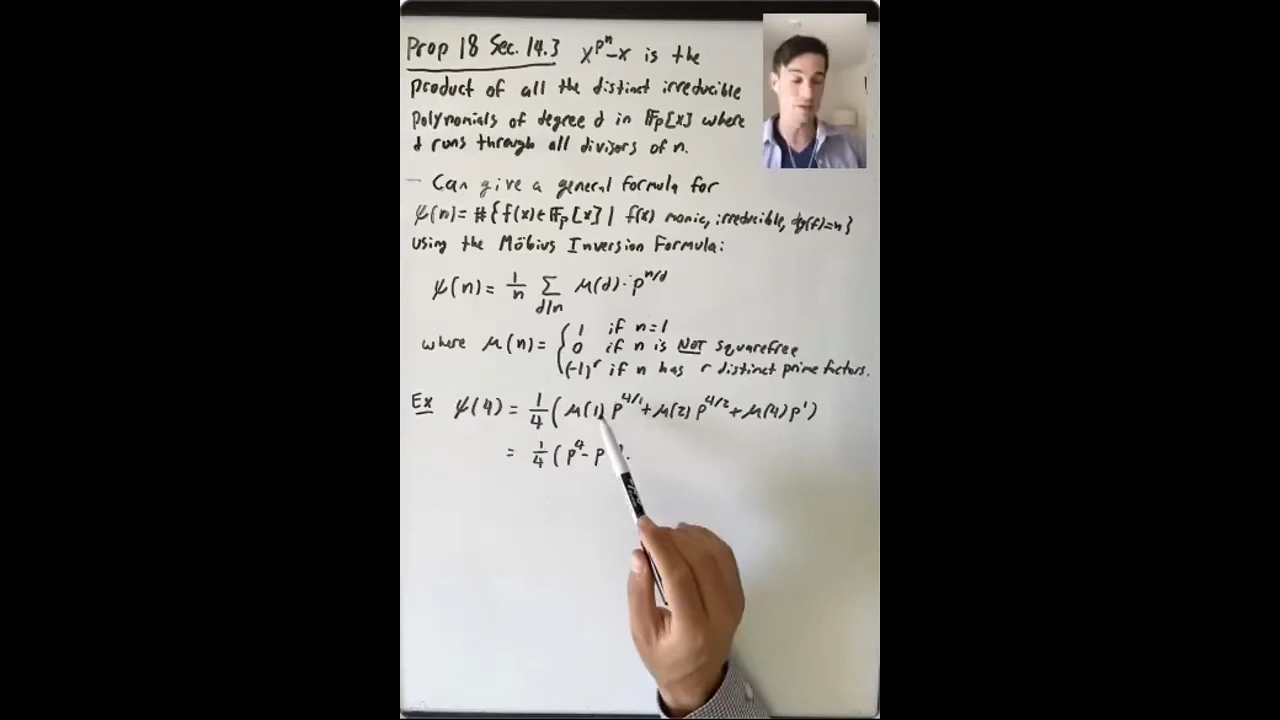 Prop 18 Sec. 14.3 x^{p^n}-x is the
product of all the distinct irreducible
polynomials of degree d in 𝔽_p[x] where
d runs through all divisors of n.
– Can give a general formula for
ψ(n)= #{f(x)∈𝔽_p[x] | f(x) monic, irreducible, deg(f)=n}
using the Möbius Inversion Formula:
ψ(n)= 1/n ∑_{d|n} μ(d)·p^{n/d}
where μ(n)= { 1 if n=1
0 if n is NOT squarefree
(-1)^r if n has r distinct prime factors.
Ex ψ(4) = 1/4 (μ(1) p^{4/1}+μ(2) p^{4/2}+μ(4) p^1)
= 1/4 (p^4 - p